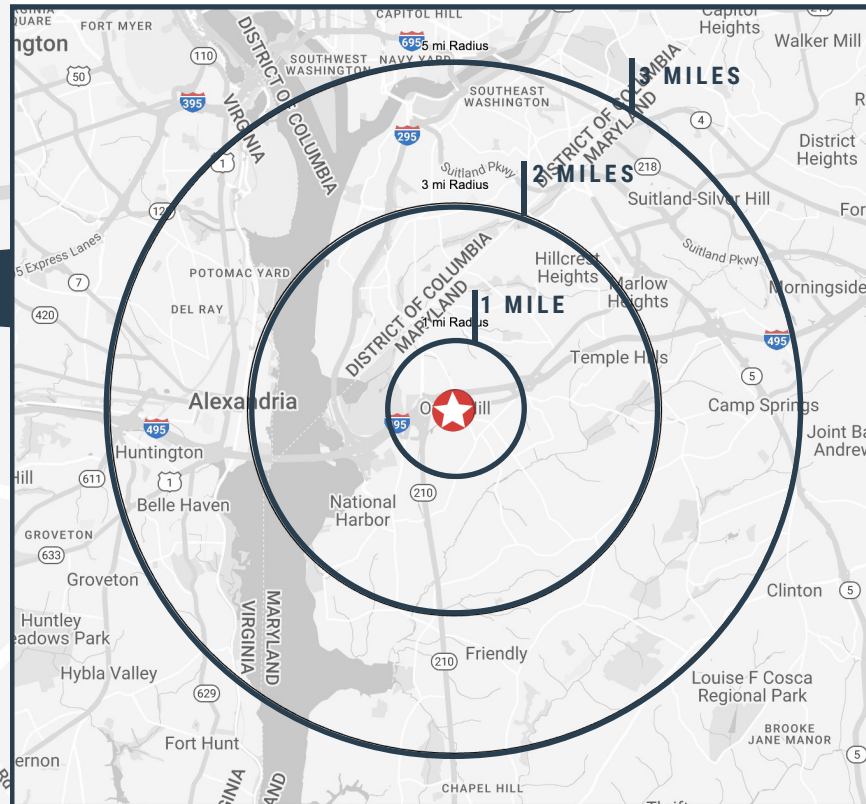 CAPITOL HILL
Capitol
Heights
VIRGINIA
SQUARE
FORT MYER
ngton
Walker Mill
695
5 mi Radius
110
SOUTHWEST
WASHINGTON
NAVY YARD
50
3 MILES
DISTRICT OF COLUMBIA
SOUTHEAST
WASHINGTON
395
VIRGINIA
DISTRICT OF COLUMBIA
MARYLAND
4
295
District
Heights
1
Suitland Pkwy
218
2 MILES
3 mi Radius
Suitland-Silver Hill
For
5 Express Lanes
Suitland Pkwy
Hillcrest
Heights
POTOMAC YARD
7
DISTRICT OF COLUMBIA
MARYLAND
Marlow
Heights
Morningside
DEL RAY
420
1 MILE
1 mi Radius
495
Temple Hills
5
Alexandria
Camp Springs
495
95
Huntington
Joint Ba
Andrew
Hill
611
1
210
Belle Haven
National
Harbor
GROVETON
633
Groveton
Clinton
5
Huntley
eadows Park
VIRGINIA
MARYLAND
210
Friendly
Hybla Valley
Louise F Cosca
Regional Park
629
BROOKE
JANE MANOR
Fort Hunt
5
ernon
CHAPEL HILL
Rd